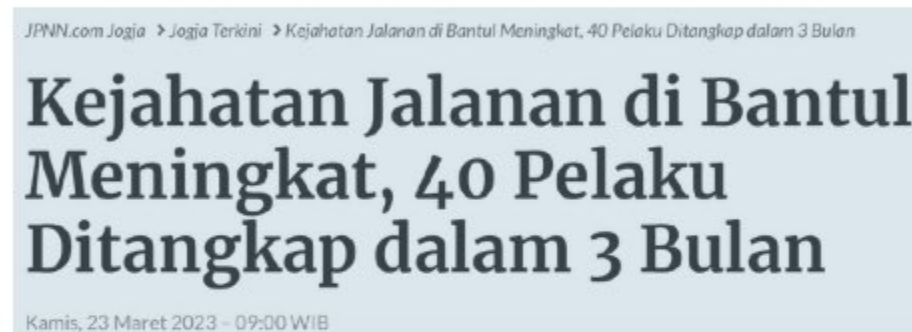 JPNN.com Jogja > Jogja Terkini > Kejahatan Jalanan di Bantul Meningkat, 40 Pelaku Ditangkap dalam 3 Bulan
Kejahatan Jalanan di Bantul
Meningkat, 40 Pelaku
Ditangkap dalam 3 Bulan
Kamis, 23 Maret 2023 - 09:00 WIB